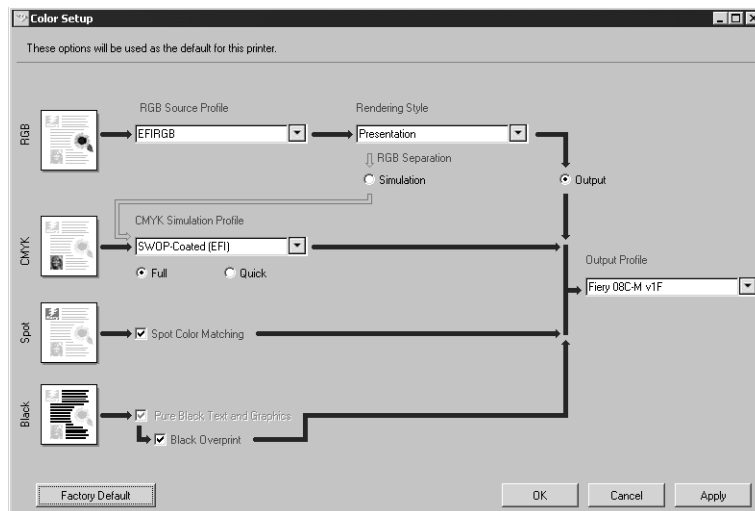 Color Setup
These options will be used as the default for this printer.
RGB
RGB Source Profile
EFIRGB
Rendering Style
Presentation
RGB Separation
Simulation
Output
CMYK
CMYK Simulation Profile
SWOP-Coated (EFI)
Full
Quick
Output Profile
Fiery 08C-M v1F
Spot
Spot Color Matching
Black
Pure Black Text and Graphics
Black Overprint
Factory Default
OK
Cancel
Apply